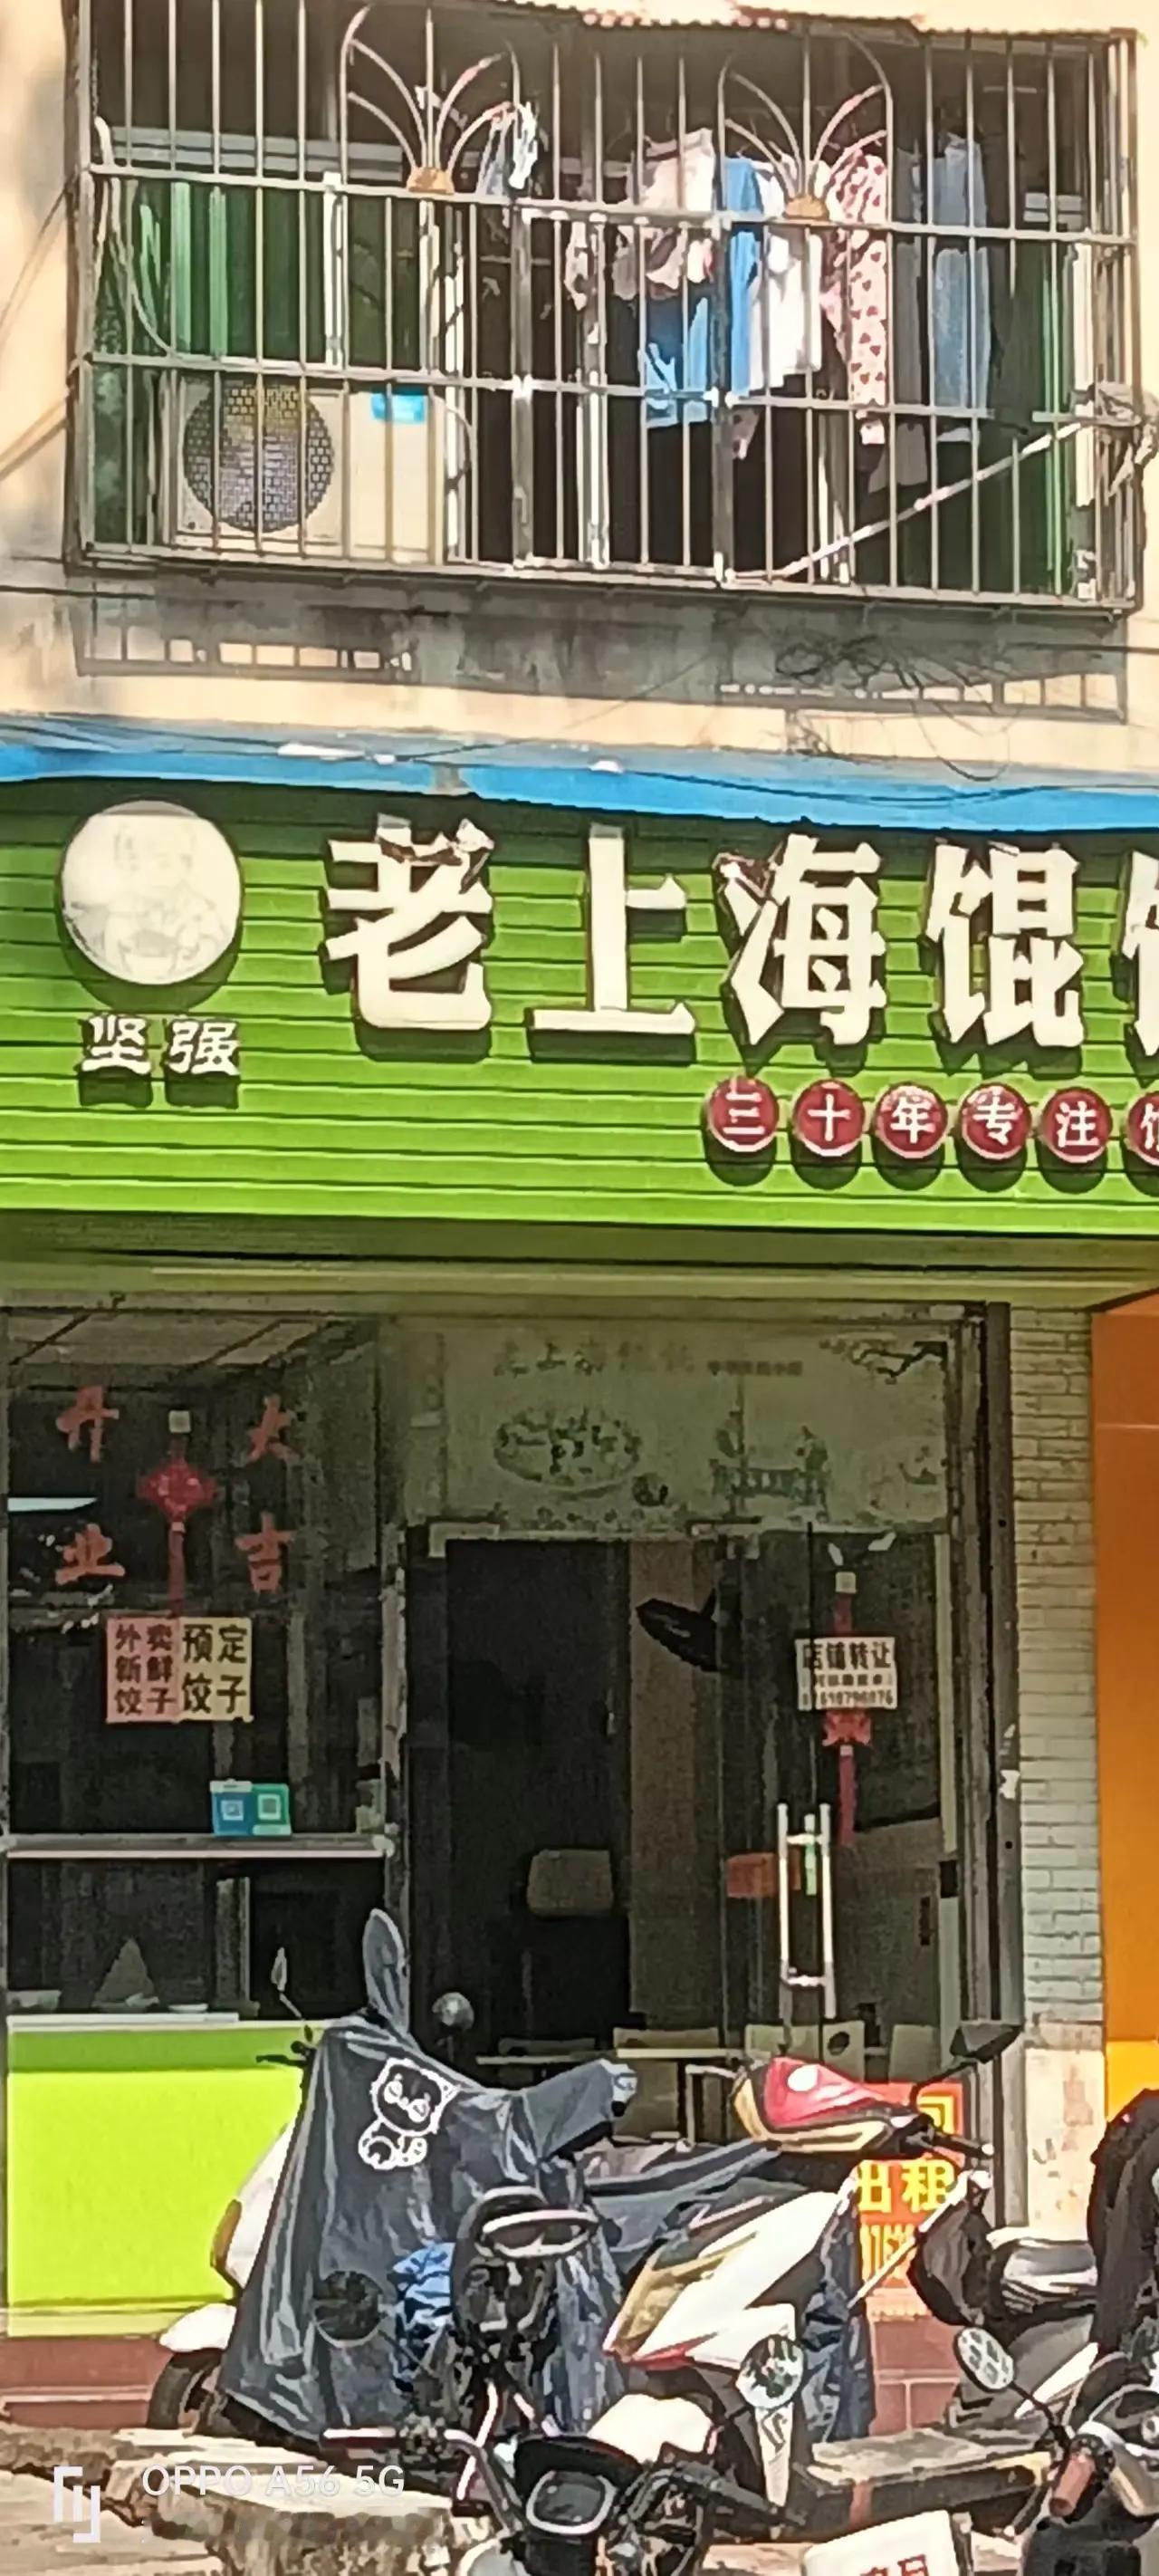 老上海馄
坚强
三十年专注
开 大
业 吉
外卖 预定
新鲜 饺子
饺子
店铺转让
出租
OPPO A56 5G